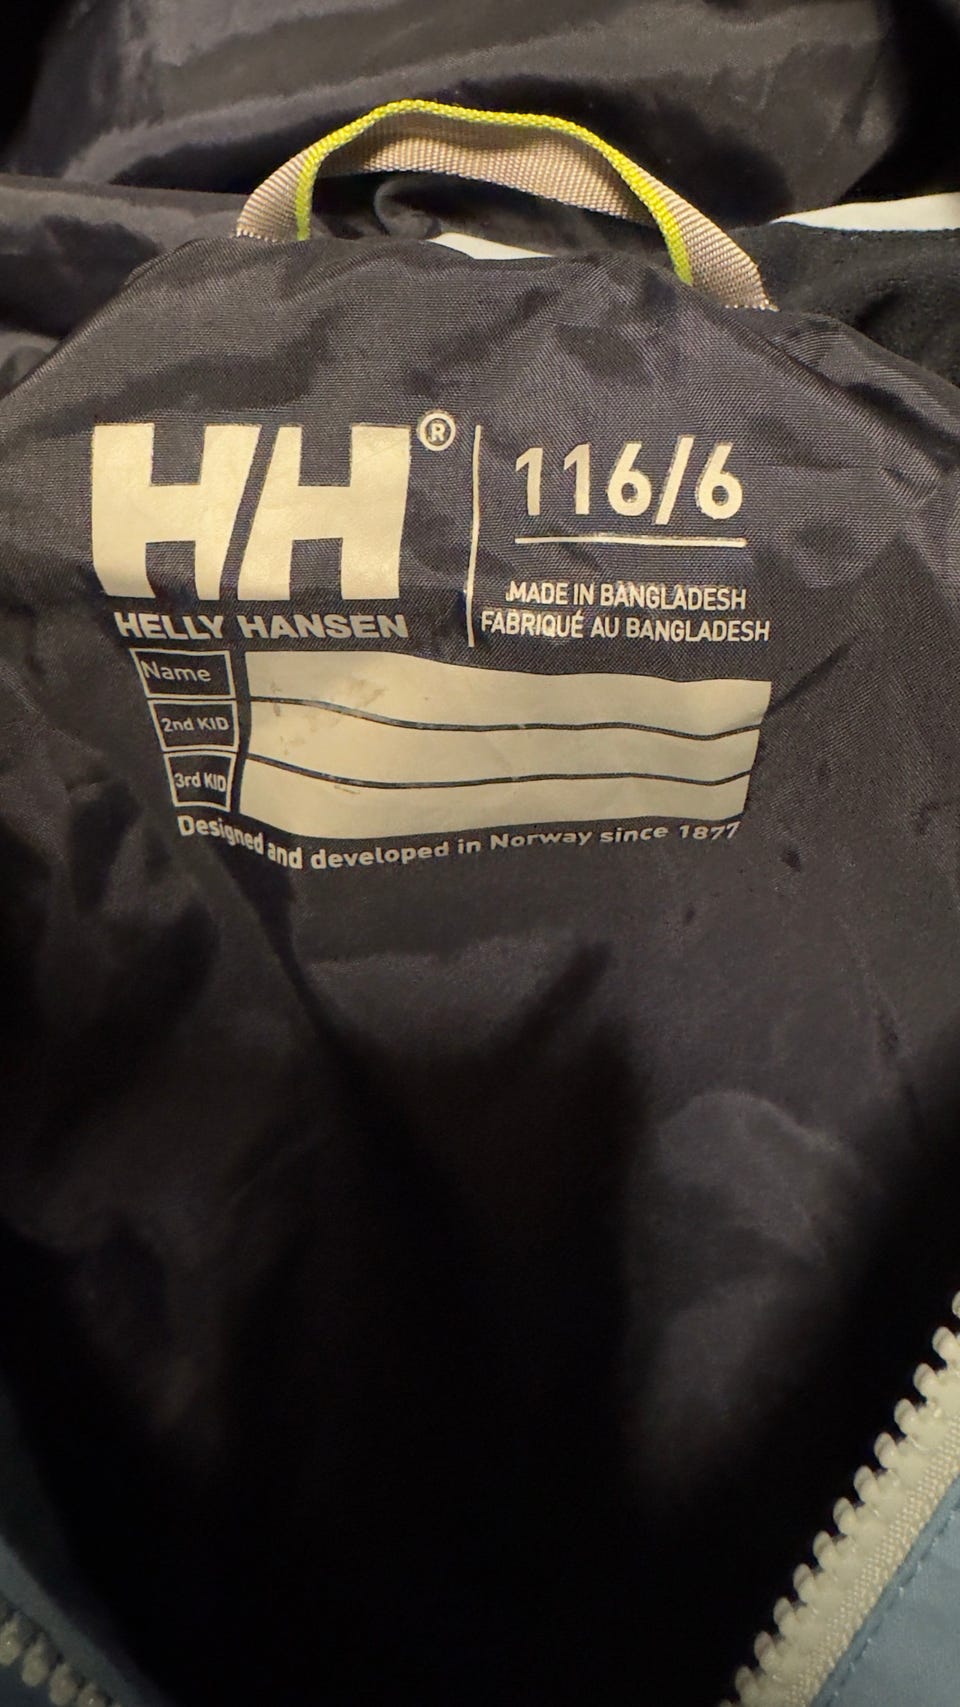 HH®
HELLY HANSEN
116/6
MADE IN BANGLADESH
FABRIQUÉ AU BANGLADESH
Name
2nd KID
3rd KID
Designed and developed in Norway since 1877